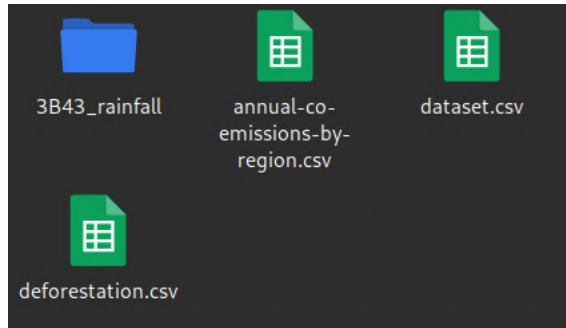 3B43_rainfall
annual-co-
emissions-by-
region.csv
dataset.csv
deforestation.csv